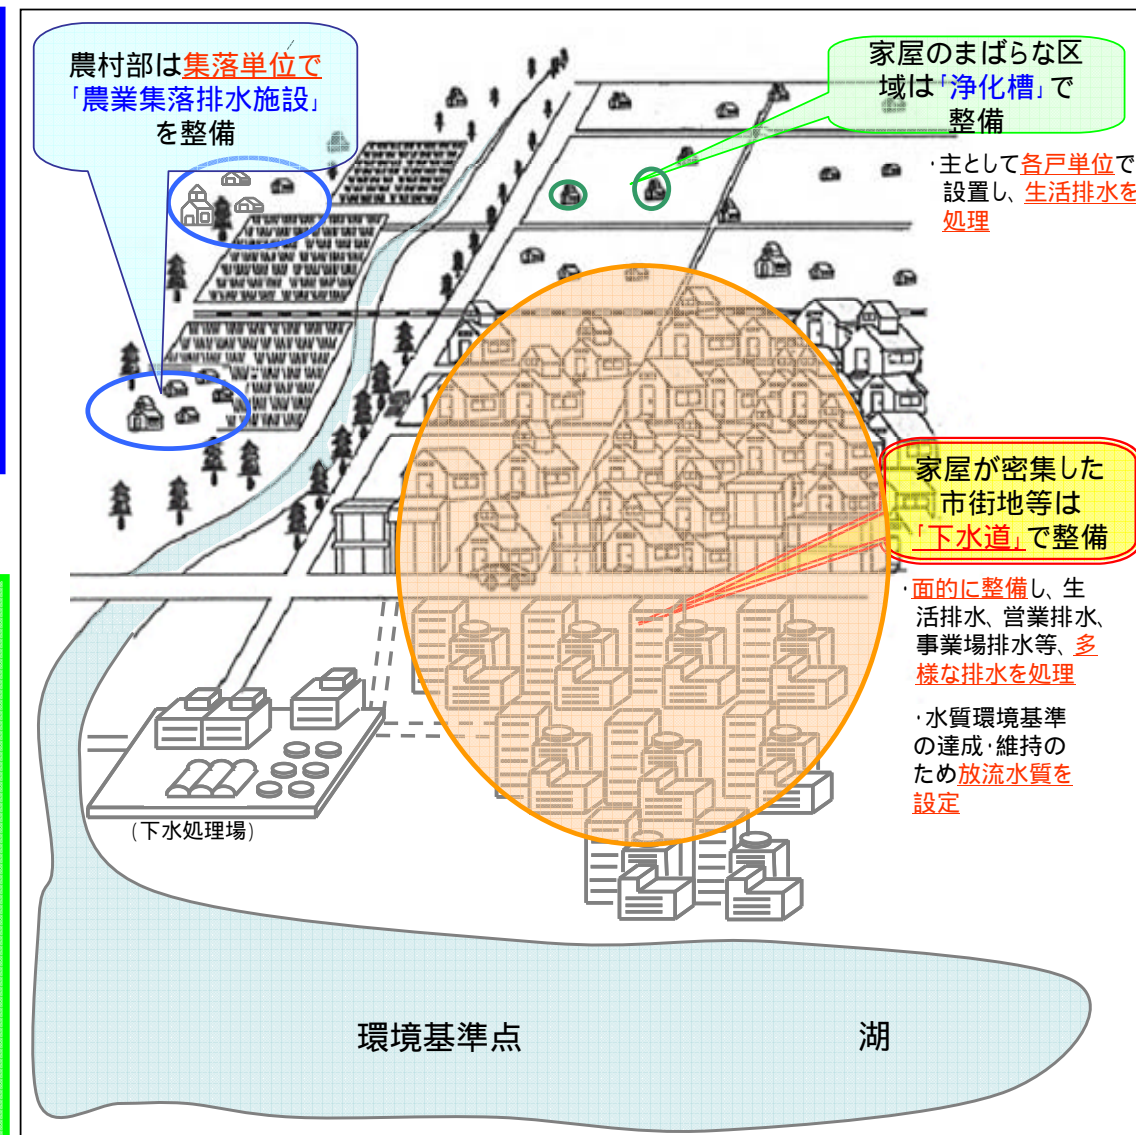 農村部は集落単位で
「農業集落排水施設」
を整備
家屋のまばらな区
域は「浄化槽」で
整備
・主として各戸単位で
設置し、生活排水を
処理
家屋が密集した
市街地等は
「下水道」で整備
・面的に整備し、生
活排水、営業排水、
事業場排水等、多
様な排水を処理
・水質環境基準
の達成・維持の
ため放流水質を
設定
(下水処理場)
環境基準点
湖